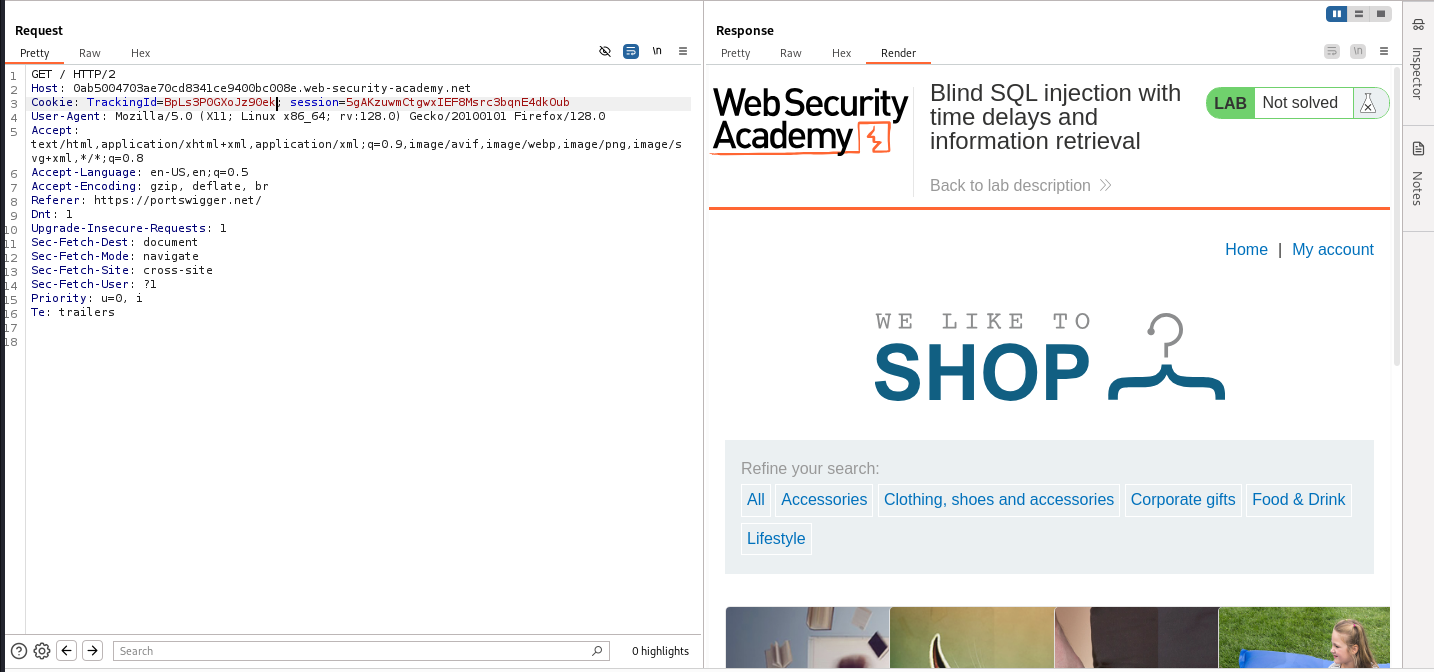 Request
Pretty Raw Hex
\n
1 GET / HTTP/2
2 Host: 0ab5004703ae70cd8341ce9400bc008e.web-security-academy.net
3 Cookie: TrackingId=BpLs3P0GXoJz90ek; session=5gAKzuwmCtgwxIEF8Msrc3bqnE4dkOub
4 User-Agent: Mozilla/5.0 (X11; Linux x86_64; rv:128.0) Gecko/20100101 Firefox/128.0
5 Accept:
text/html,application/xhtml+xml,application/xml;q=0.9,image/avif,image/webp,image/png,image/s
vg+xml,*/*;q=0.8
6 Accept-Language: en-US,en;q=0.5
7 Accept-Encoding: gzip, deflate, br
8 Referer: https://portswigger.net/
9 Dnt: 1
10 Upgrade-Insecure-Requests: 1
11 Sec-Fetch-Dest: document
12 Sec-Fetch-Mode: navigate
13 Sec-Fetch-Site: cross-site
14 Sec-Fetch-User: ?1
15 Priority: u=0, i
16 Te: trailers
17
18
Search
0 highlights
Response
Pretty Raw Hex Render
\n
Web Security
Academy
Blind SQL injection with
time delays and
information retrieval
Back to lab description
LAB Not solved
Home | My account
WE LIKE TO
SHOP
Refine your search:
All Accessories Clothing, shoes and accessories Corporate gifts Food & Drink
Lifestyle
Inspector
Notes